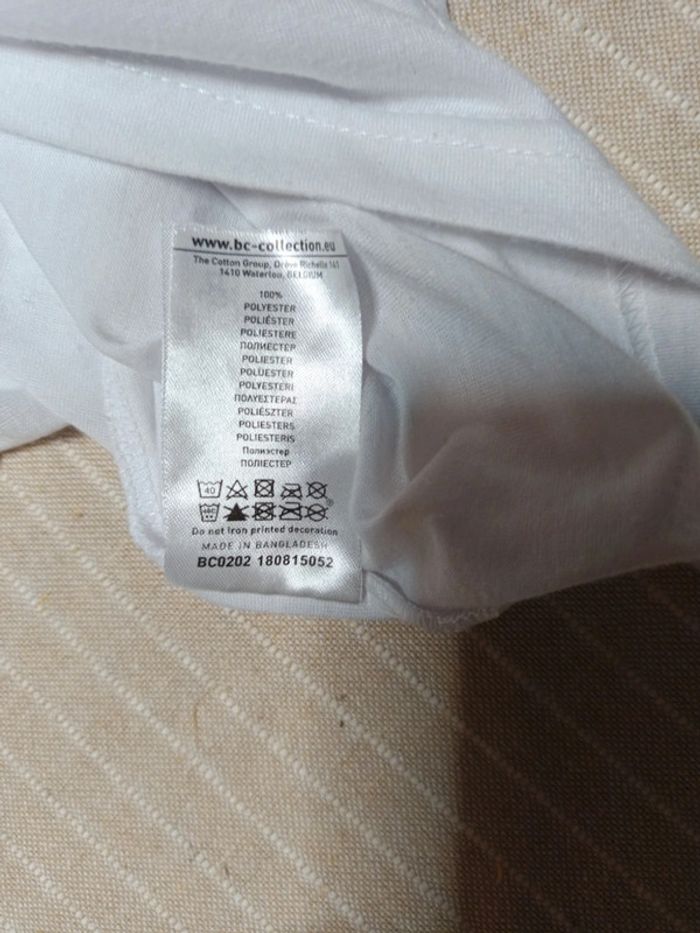 www.bc-collection.eu
The Cotton Group, Drève Richelle 161
1410 Waterloo, BELGIUM
100%
POLYESTER
POLIÉSTER
POLIESTERE
ПОЛИЕСТЕР
POLIESTER
POLÜESTER
POLYESTERI
ΠΟΛΥΕΣΤΕΡΑΣ
POLIÉSZTER
POLIESTERS
POLIESTERIS
Полиэстер
ПОЛІЕСТЕР
40
Do not iron printed decoration
MADE IN BANGLADESH
BC0202 180815052